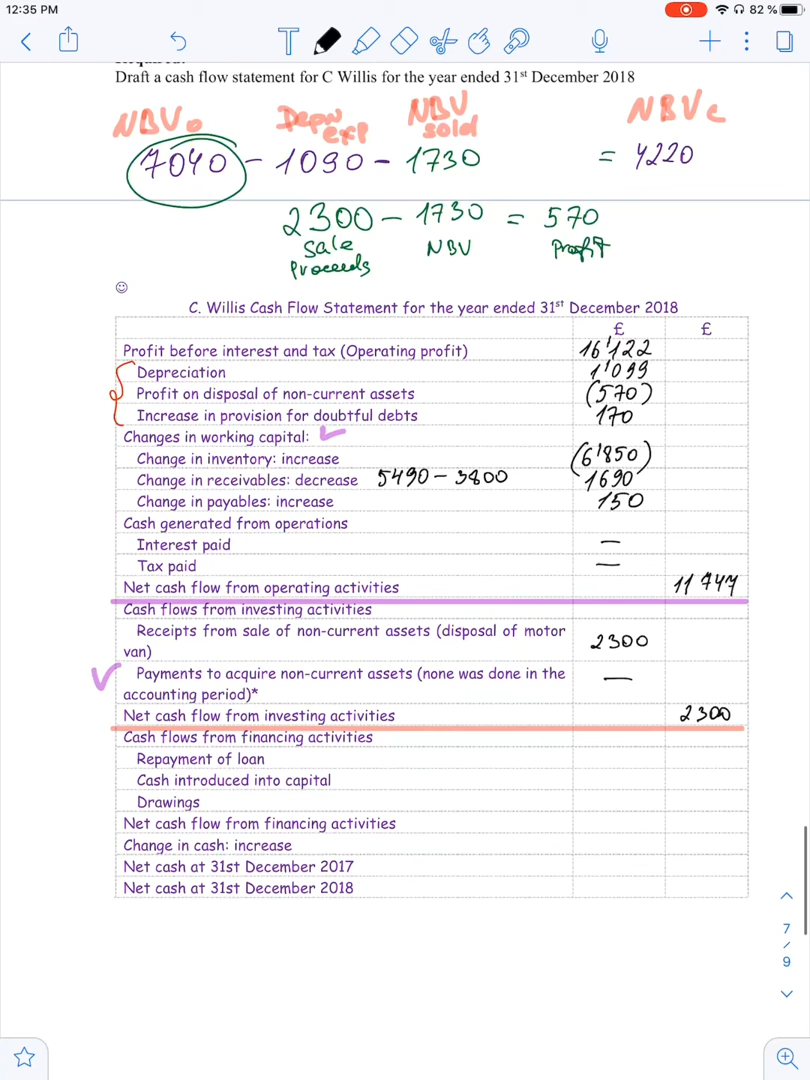 12:35 PM
82 %
T
Draft a cash flow statement for C Willis for the year ended 31st December 2018
NBVo Depn exp NBV sold NBVc
7040 - 1090 - 1730 = 4220
2300 - 1730 = 570
Sale proceeds NBV Profit
☺
C. Willis Cash Flow Statement for the year ended 31st December 2018
£ £
Profit before interest and tax (Operating profit) 16'122
Depreciation 1'099
Profit on disposal of non-current assets (570)
Increase in provision for doubtful debts 170
Changes in working capital:
Change in inventory: increase (6'850)
Change in receivables: decrease 5490 - 3800 1690
Change in payables: increase 150
Cash generated from operations
Interest paid —
Tax paid —
Net cash flow from operating activities 11 747
Cash flows from investing activities
Receipts from sale of non-current assets (disposal of motor
van) 2300
Payments to acquire non-current assets (none was done in the
accounting period)* —
Net cash flow from investing activities 2300
Cash flows from financing activities
Repayment of loan
Cash introduced into capital
Drawings
Net cash flow from financing activities
Change in cash: increase
Net cash at 31st December 2017
Net cash at 31st December 2018
7
/
9